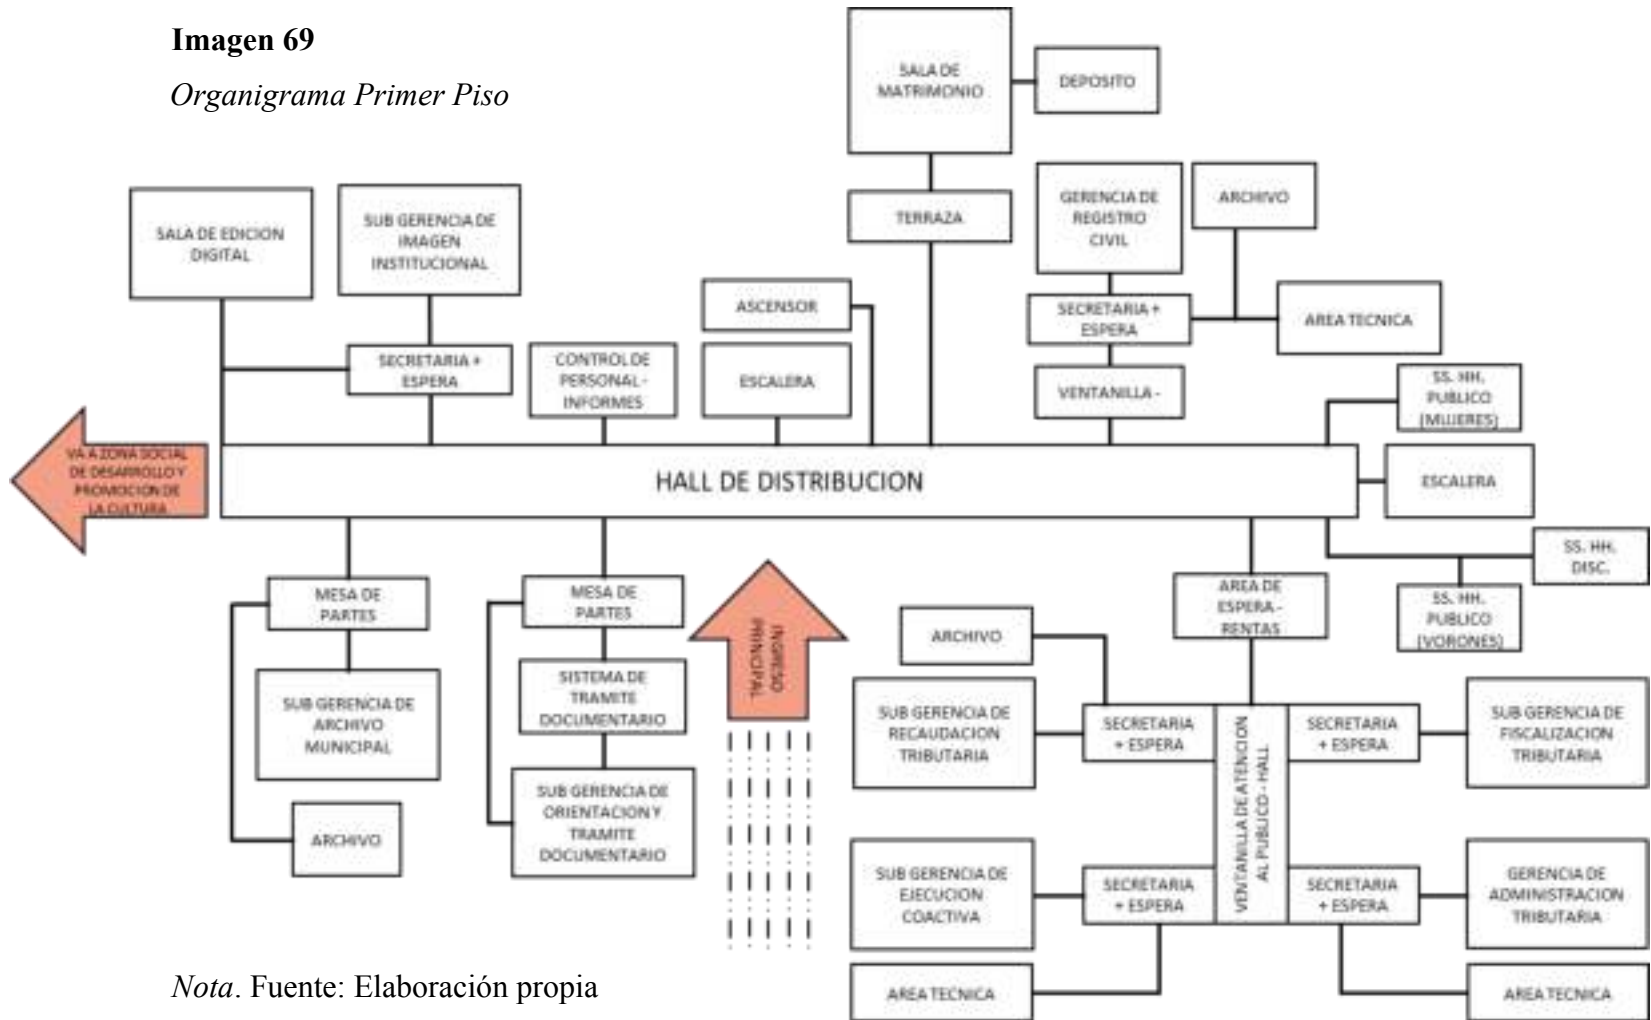 Imagen 69
Organigrama Primer Piso
SALA DE
MATRIMONIO
DEPOSITO
SALA DE EDICION
DIGITAL
SUB GERENCIA DE
IMAGEN
INSTITUCIONAL
TERRAZA
GERENCIA DE
REGISTRO
CIVIL
ARCHIVO
ASCENSOR
SECRETARIA +
ESPERA
AREA TECNICA
SECRETARIA +
ESPERA
CONTROL DE
PERSONAL -
INFORMES
ESCALERA
VENTANILLA -
SS. HH.
PUBLICO
(MUJERES)
VA A ZONA SOCIAL
DE DESARROLLO Y
PROMOCION DE
LA CULTURA
HALL DE DISTRIBUCION
ESCALERA
MESA DE
PARTES
MESA DE
PARTES
INGRESO
PRINCIPAL
AREA DE
ESPERA -
RENTAS
SS. HH.
DISC.
SS. HH.
PUBLICO
(VORONES)
ARCHIVO
SUB GERENCIA DE
ARCHIVO
MUNICIPAL
SISTEMA DE
TRAMITE
DOCUMENTARIO
SUB GERENCIA DE
RECAUDACION
TRIBUTARIA
SECRETARIA
+ ESPERA
VENTANILLA DE ATENCION
AL PUBLICO - HALL
SECRETARIA
+ ESPERA
SUB GERENCIA DE
FISCALIZACION
TRIBUTARIA
ARCHIVO
SUB GERENCIA DE
ORIENTACION Y
TRAMITE
DOCUMENTARIO
SUB GERENCIA DE
EJECUCION
COACTIVA
SECRETARIA
+ ESPERA
SECRETARIA
+ ESPERA
GERENCIA DE
ADMINISTRACION
TRIBUTARIA
AREA TECNICA
AREA TECNICA
Nota. Fuente: Elaboración propia